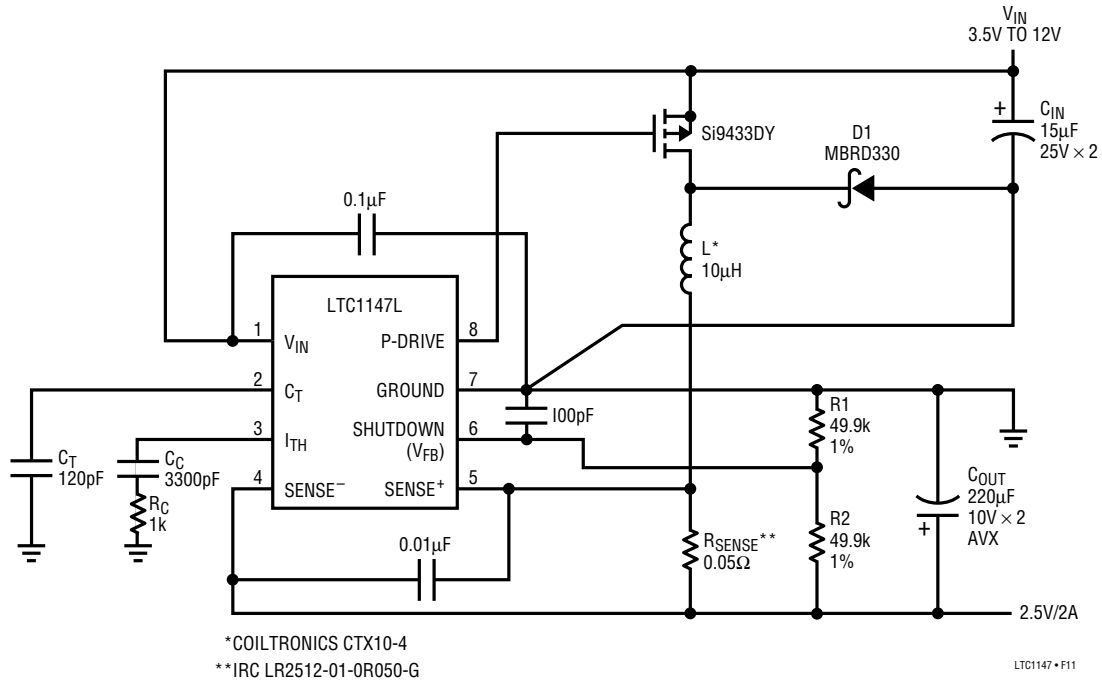 V_IN
3.5V TO 12V
C_IN
15µF
25V × 2
+
Si9433DY
D1
MBRD330
0.1µF
L*
10µH
LTC1147L
1
V_IN
P-DRIVE
8
2
C_T
GROUND
7
3
I_TH
SHUTDOWN
(V_FB)
6
4
SENSE⁻
SENSE⁺
5
I00pF
R1
49.9k
1%
C_T
120pF
C_C
3300pF
R_C
1k
0.01µF
R_SENSE**
0.05Ω
R2
49.9k
1%
C_OUT
220µF
10V × 2
AVX
+
2.5V/2A
*COILTRONICS CTX10-4
**IRC LR2512-01-0R050-G
LTC1147 • F11